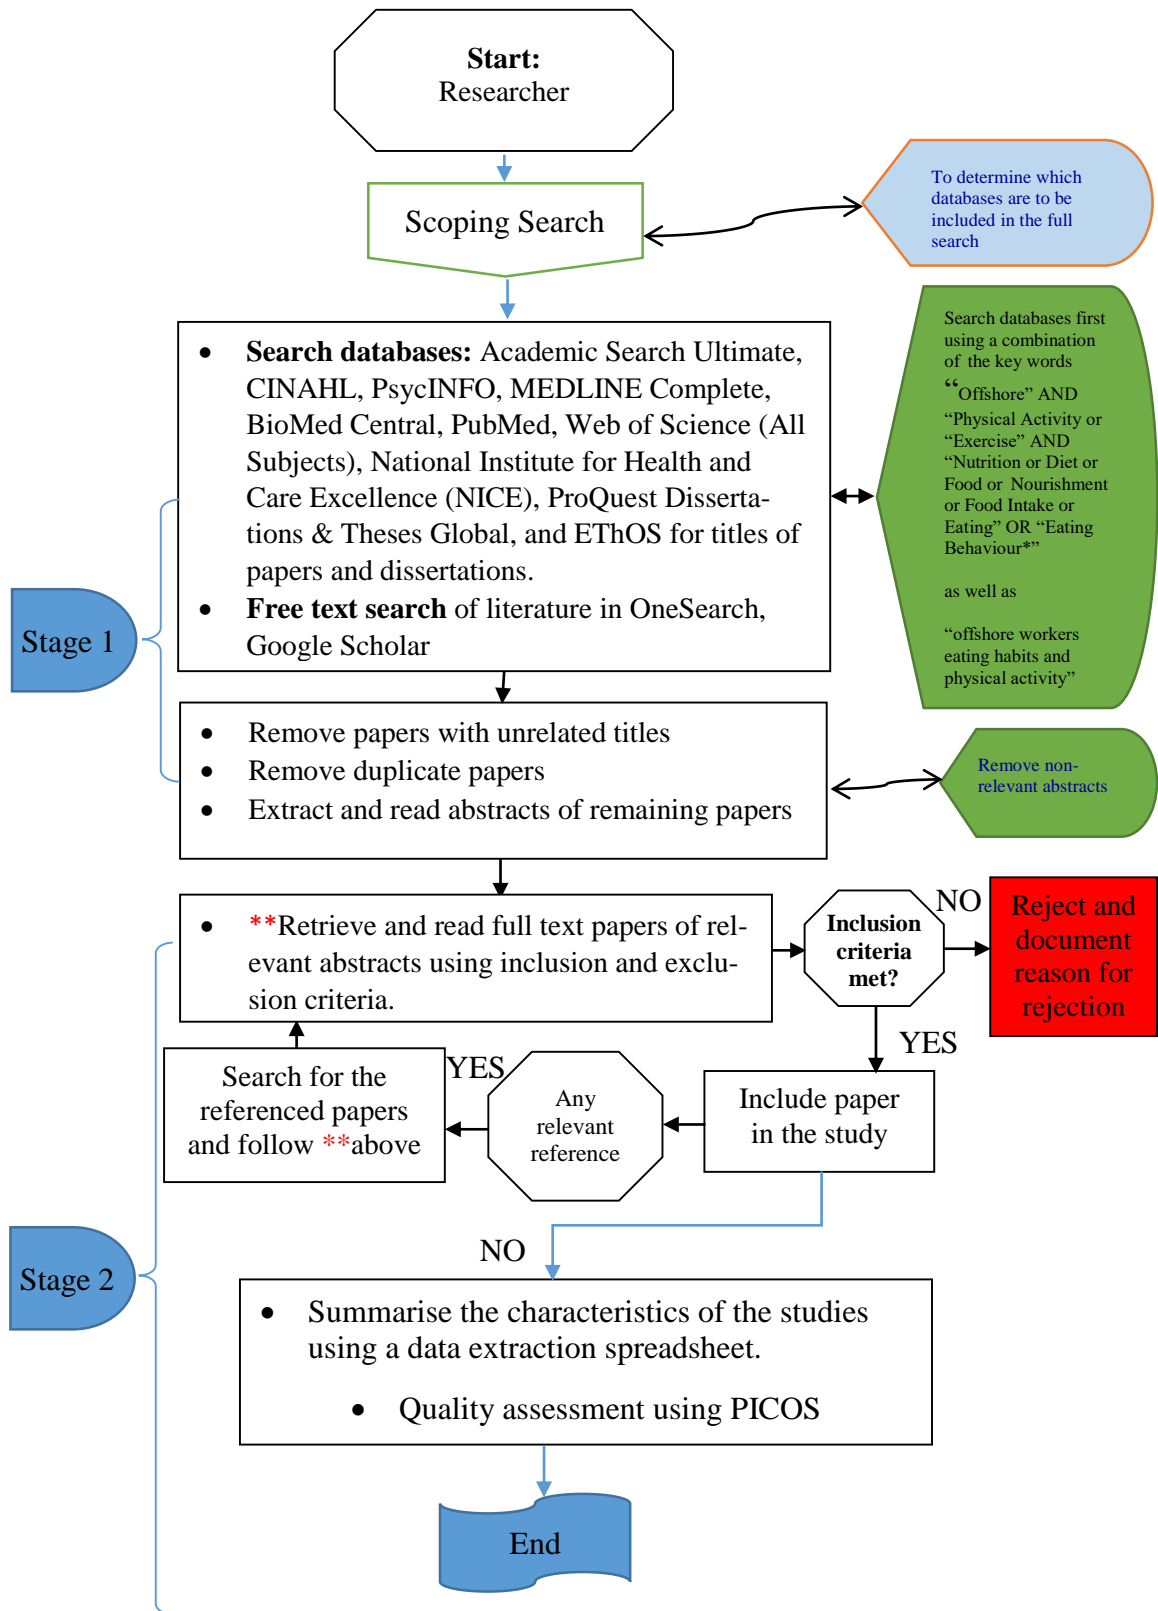 Start:
Researcher
Scoping Search
To determine which
databases are to be
included in the full
search
• Search databases: Academic Search Ultimate,
CINAHL, PsycINFO, MEDLINE Complete,
BioMed Central, PubMed, Web of Science (All
Subjects), National Institute for Health and
Care Excellence (NICE), ProQuest Disserta-
tions & Theses Global, and EThOS for titles of
papers and dissertations.
• Free text search of literature in OneSearch,
Google Scholar
Search databases first
using a combination
of the key words
“Offshore” AND
“Physical Activity or
“Exercise” AND
“Nutrition or Diet or
Food or Nourishment
or Food Intake or
Eating” OR “Eating
Behaviour*”
as well as
“offshore workers
eating habits and
physical activity”
Stage 1
• Remove papers with unrelated titles
• Remove duplicate papers
• Extract and read abstracts of remaining papers
Remove non-
relevant abstracts
• **Retrieve and read full text papers of rel-
evant abstracts using inclusion and exclu-
sion criteria.
Inclusion
criteria
met?
NO
Reject and
document
reason for
rejection
YES
Include paper
in the study
Any
relevant
reference
YES
Search for the
referenced papers
and follow **above
NO
Stage 2
• Summarise the characteristics of the studies
using a data extraction spreadsheet.
• Quality assessment using PICOS
End